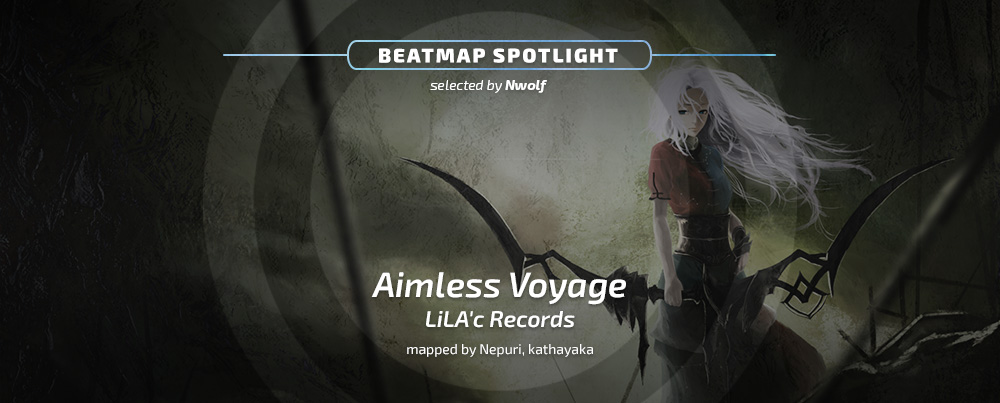 BEATMAP SPOTLIGHT
selected by Nwolf
Aimless Voyage
LiLA'c Records
mapped by Nepuri, kathayaka